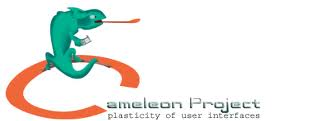 Cameleon Project
plasticity of user interfaces